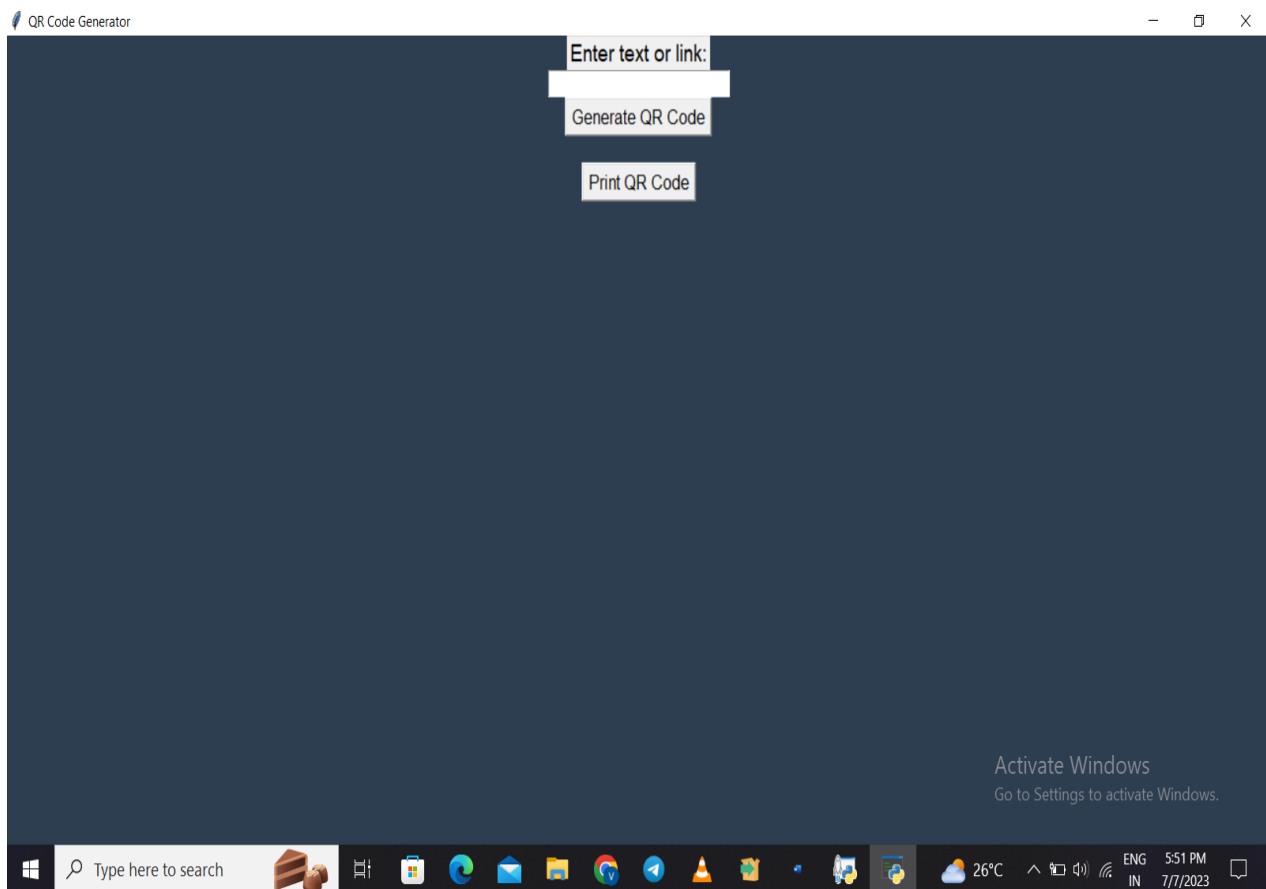 QR Code Generator
Enter text or link:
Generate QR Code
Print QR Code
Activate Windows
Go to Settings to activate Windows.
Type here to search
26°C
ENG
IN
5:51 PM
7/7/2023